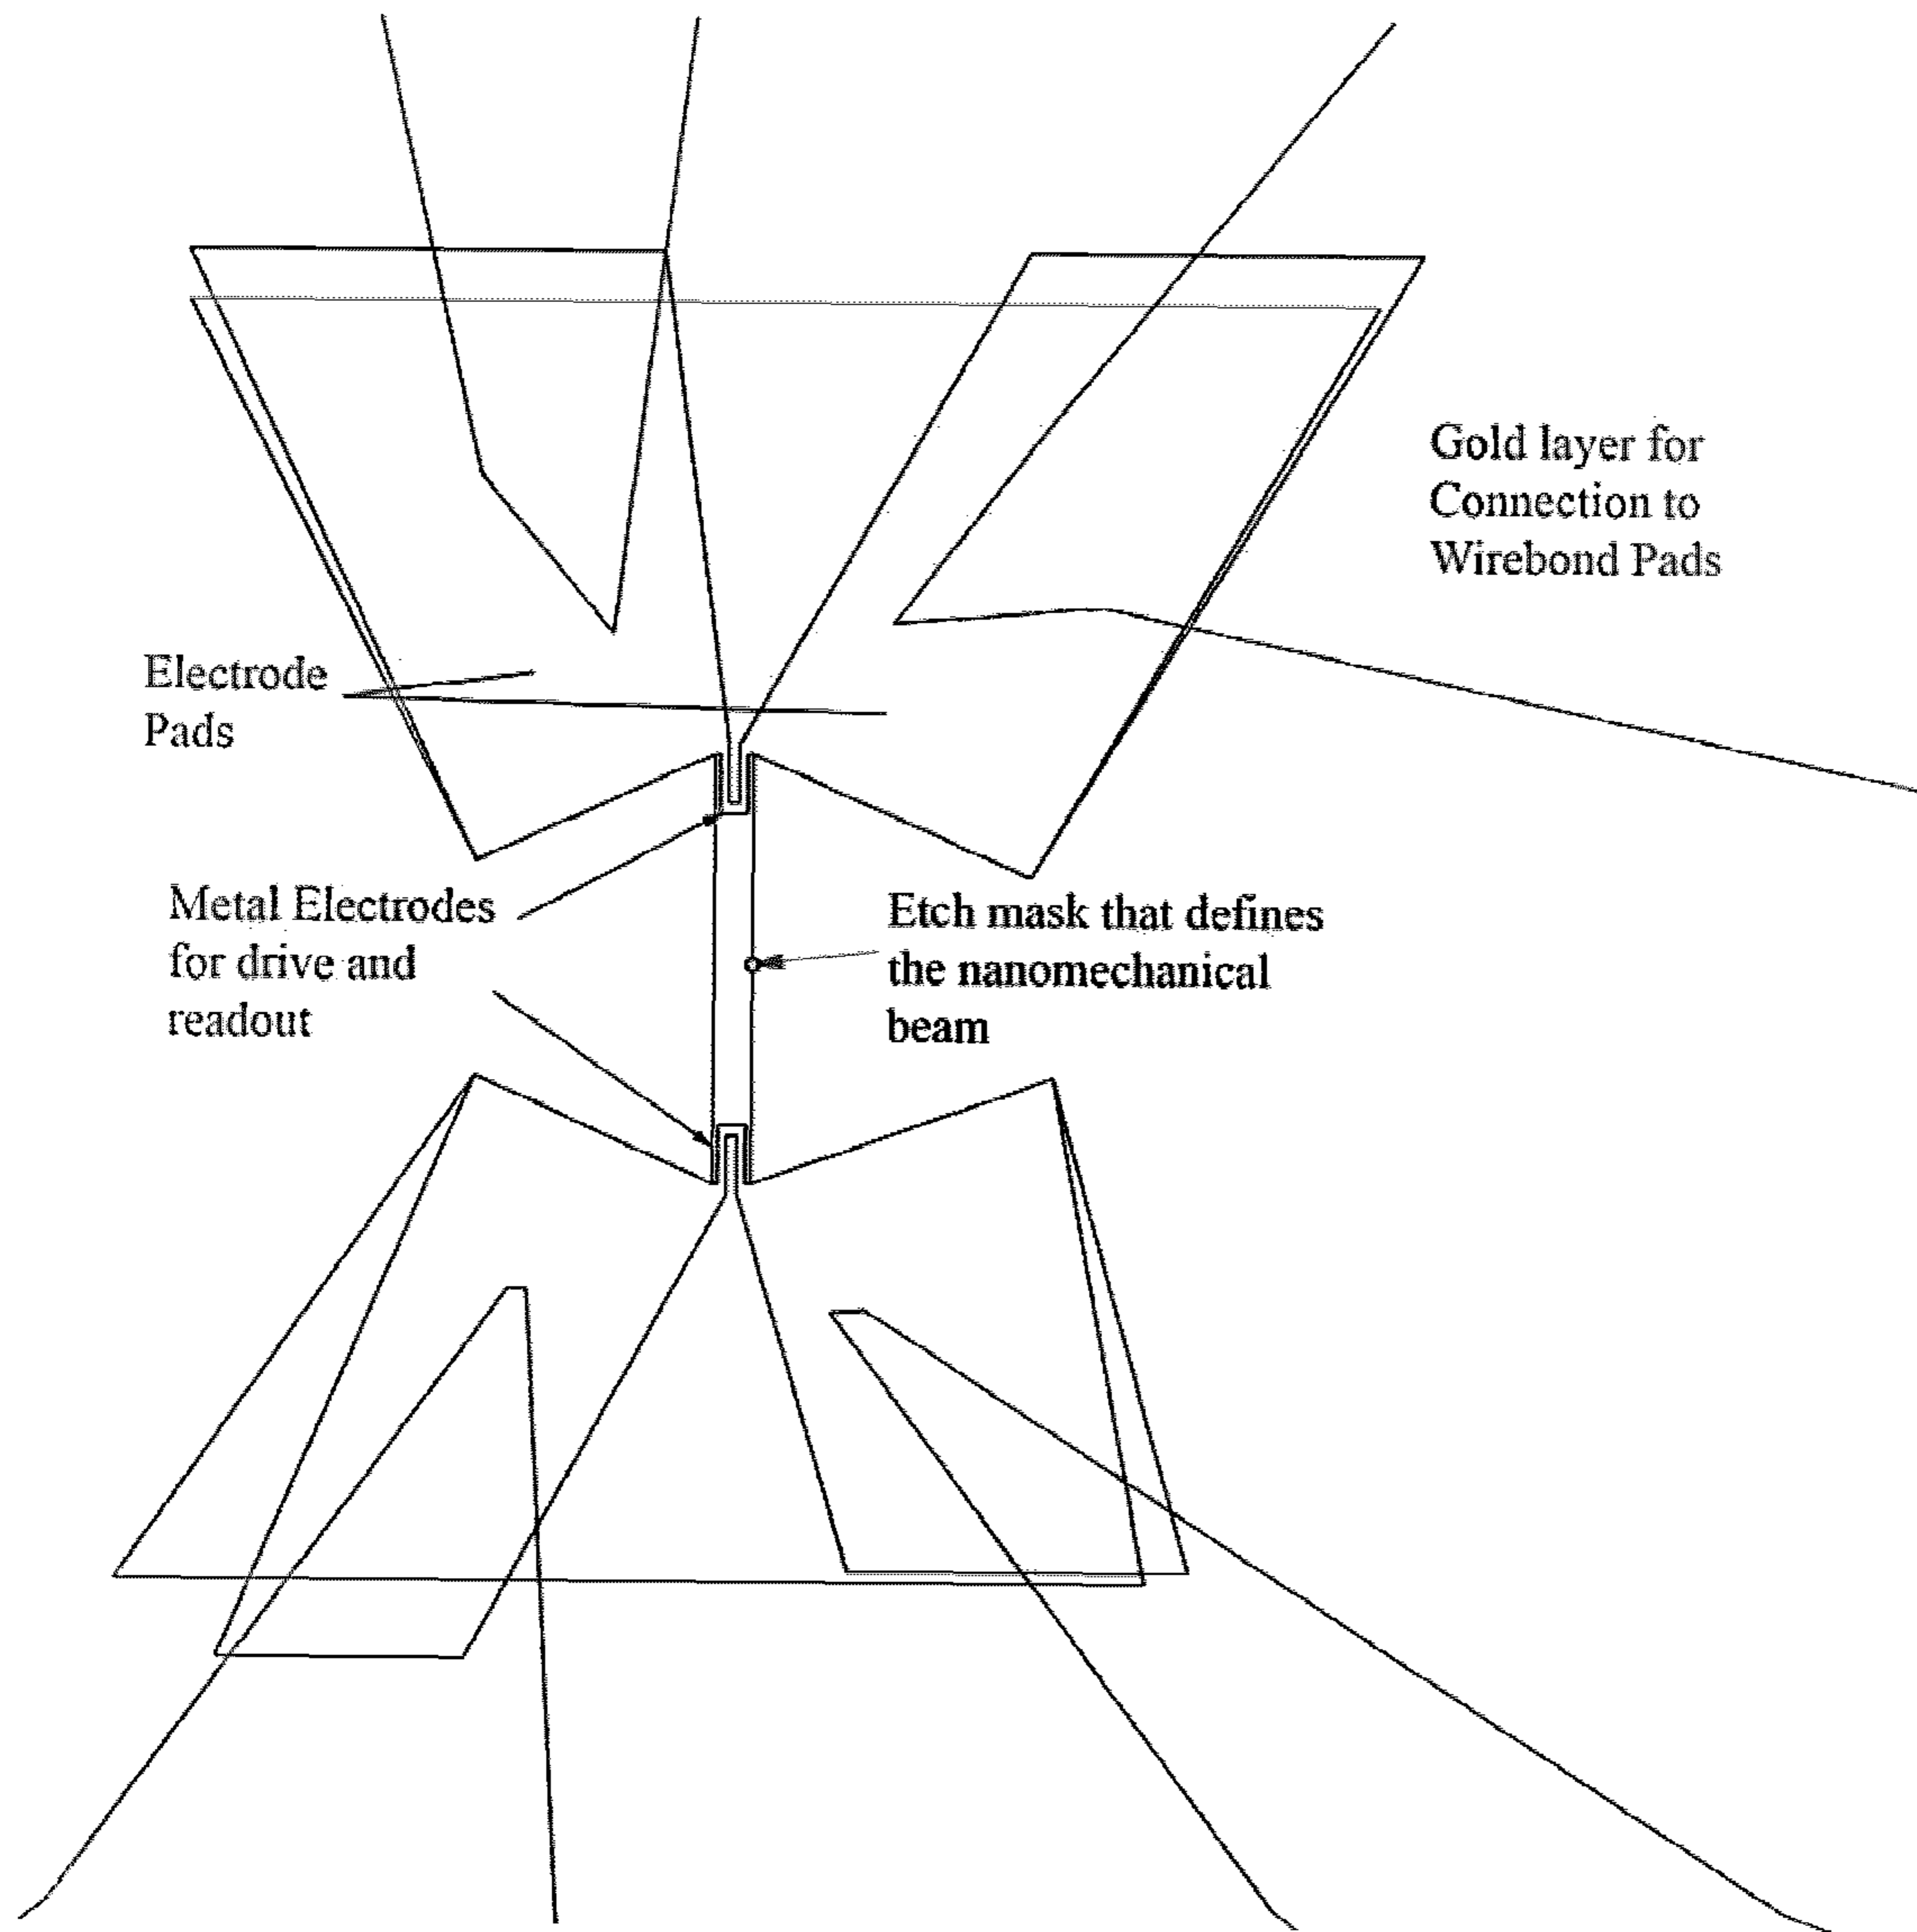 Gold layer for
Connection to
Wirebond Pads
Electrode
Pads
Metal Electrodes
for drive and
readout
Etch mask that defines
the nanomechanical
beam